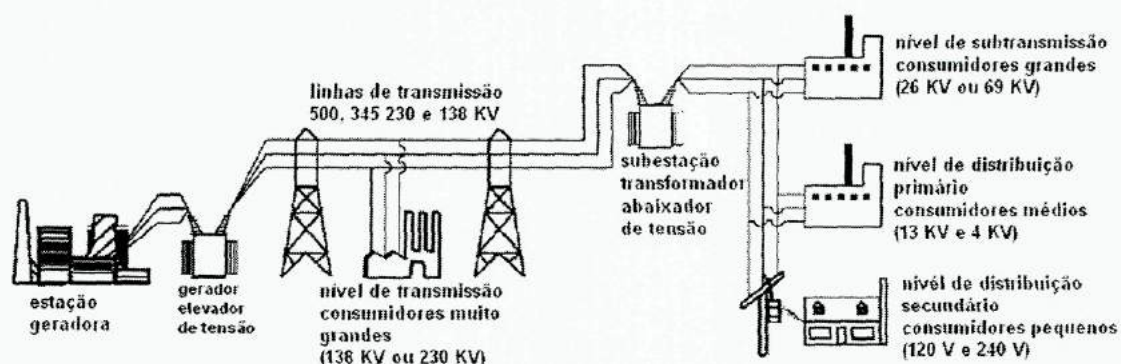 estação
geradora
gerador
elevador
de tensão
linhas de transmissão
500, 345 230 e 138 KV
nível de transmissão
consumidores muito
grandes
(138 KV ou 230 KV)
subestação
transformador
abaixador
de tensão
nível de subtransmissão
consumidores grandes
(26 KV ou 69 KV)
nível de distribuição
primário
consumidores médios
(13 KV e 4 KV)
nível de distribuição
secundário
consumidores pequenos
(120 V e 240 V)